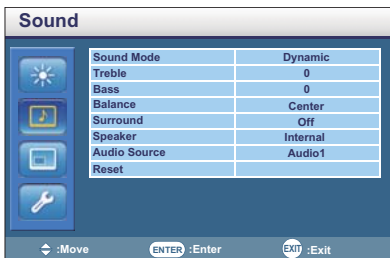 Sound
Sound Mode Dynamic
Treble 0
Bass 0
Balance Center
Surround Off
Speaker Internal
Audio Source Audio1
Reset
:Move ENTER :Enter EXIT :Exit